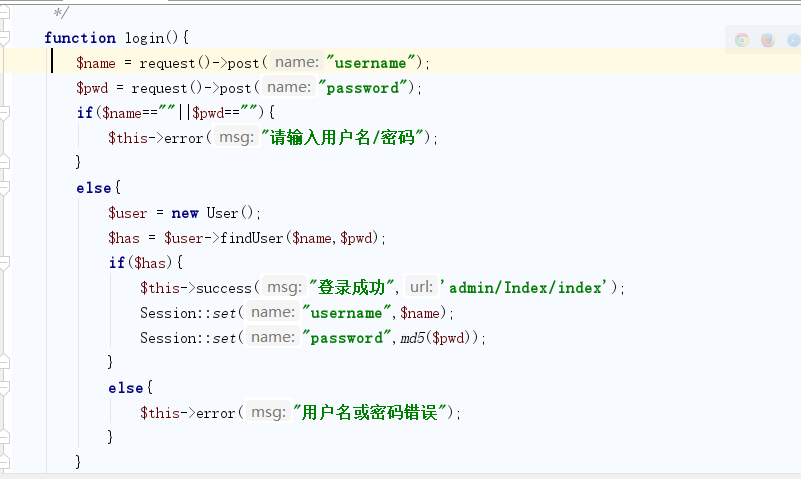 */
function login(){
$name = request()->post( name: "username");
$pwd = request()->post( name: "password");
if($name==""||$pwd==""){
$this->error( msg: "请输入用户名/密码");
}
else{
$user = new User();
$has = $user->findUser($name,$pwd);
if($has){
$this->success( msg: "登录成功", url: 'admin/Index/index');
Session::set( name: "username",$name);
Session::set( name: "password",md5($pwd));
}
else{
$this->error( msg: "用户名或密码错误");
}
}